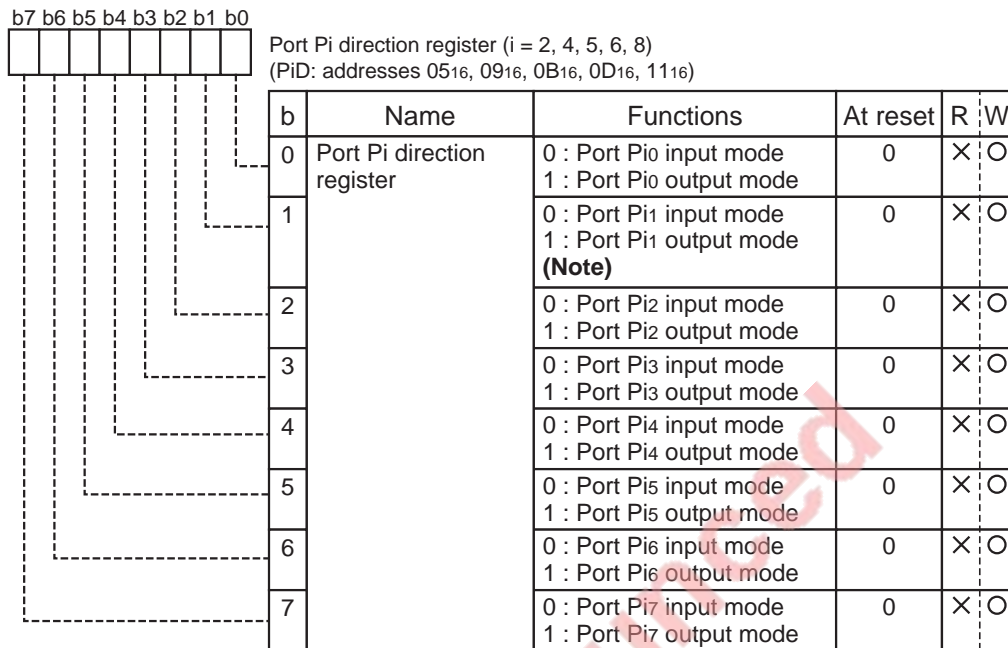 b7 b6 b5 b4 b3 b2 b1 b0
Port Pi direction register (i = 2, 4, 5, 6, 8)
(PiD: addresses 0516, 0916, 0B16, 0D16, 1116)
b Name Functions At reset R W
0 Port Pi direction register 0 : Port Pi0 input mode 0 × O
1 : Port Pi0 output mode
1 0 : Port Pi1 input mode 0 × O
1 : Port Pi1 output mode
(Note)
2 0 : Port Pi2 input mode 0 × O
1 : Port Pi2 output mode
3 0 : Port Pi3 input mode 0 × O
1 : Port Pi3 output mode
4 0 : Port Pi4 input mode 0 × O
1 : Port Pi4 output mode
5 0 : Port Pi5 input mode 0 × O
1 : Port Pi5 output mode
6 0 : Port Pi6 input mode 0 × O
1 : Port Pi6 output mode
7 0 : Port Pi7 input mode 0 × O
1 : Port Pi7 output mode
unced